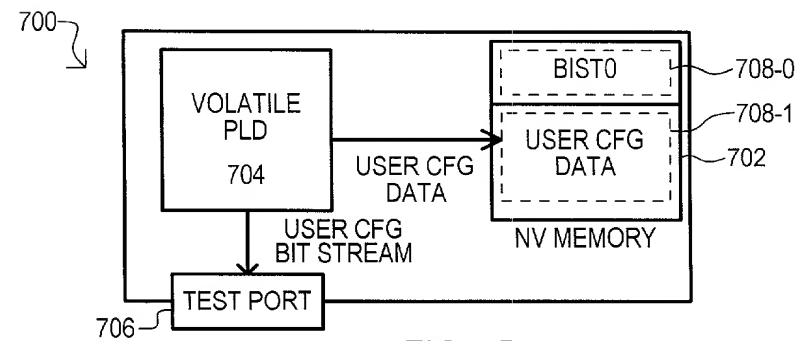 700
VOLATILE
PLD
704
BIST0
708-0
708-1
USER CFG
DATA
702
USER CFG
DATA
NV MEMORY
USER CFG
BIT STREAM
TEST PORT
706